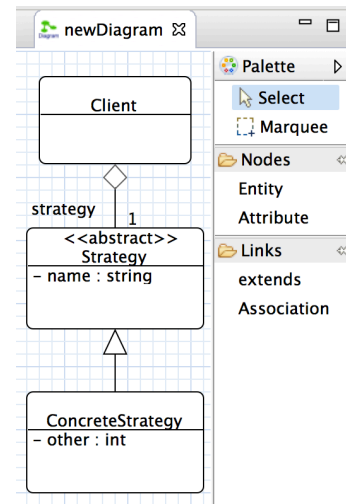 newDiagram
Diagram
Palette
Select
Marquee
Nodes
Entity
Attribute
Links
extends
Association
Client
strategy
1
<<abstract>>
Strategy
– name : string
ConcreteStrategy
– other : int